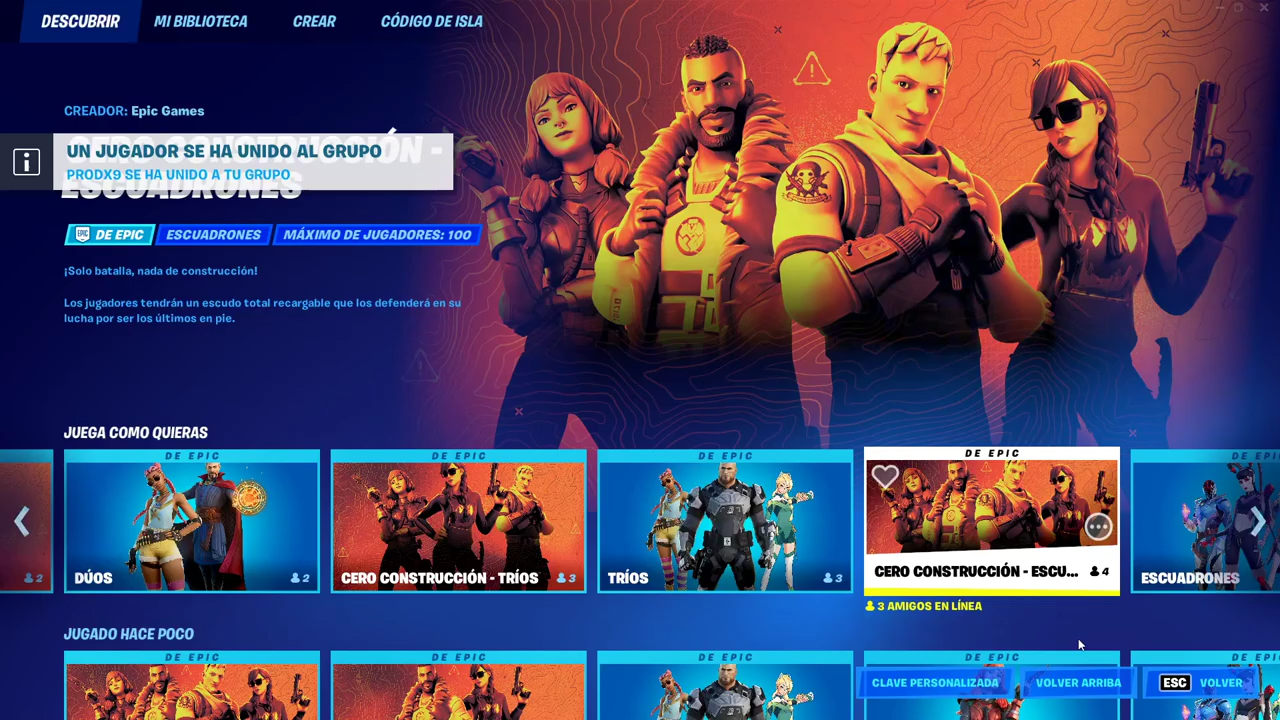 DESCUBRIR
MI BIBLIOTECA
CREAR
CÓDIGO DE ISLA
CREADOR: Epic Games
CERO CONSTRUCCIÓN -
ESCUADRONES
UN JUGADOR SE HA UNIDO AL GRUPO
PRODX9 SE HA UNIDO A TU GRUPO
EPIC DE EPIC
ESCUADRONES
MÁXIMO DE JUGADORES: 100
¡Solo batalla, nada de construcción!
Los jugadores tendrán un escudo total recargable que los defenderá en su
lucha por ser los últimos en pie.
JUEGA COMO QUIERAS
2
DE EPIC
DÚOS
2
DE EPIC
CERO CONSTRUCCIÓN - TRÍOS
3
DE EPIC
TRÍOS
3
DE EPIC
CERO CONSTRUCCIÓN - ESCU...
4
3 AMIGOS EN LÍNEA
DE EPI
ESCUADRONES
JUGADO HACE POCO
DE EPIC
DE EPIC
DE EPIC
DE EPIC
DE EPI
CLAVE PERSONALIZADA
VOLVER ARRIBA
ESC VOLVER